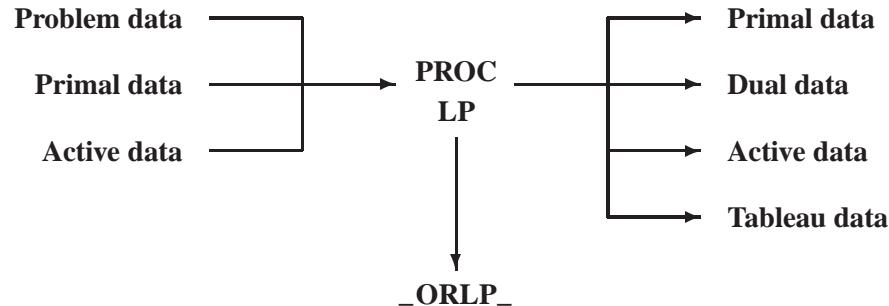 Problem data
Primal data
Active data
PROC
LP
_ORLP_
Primal data
Dual data
Active data
Tableau data